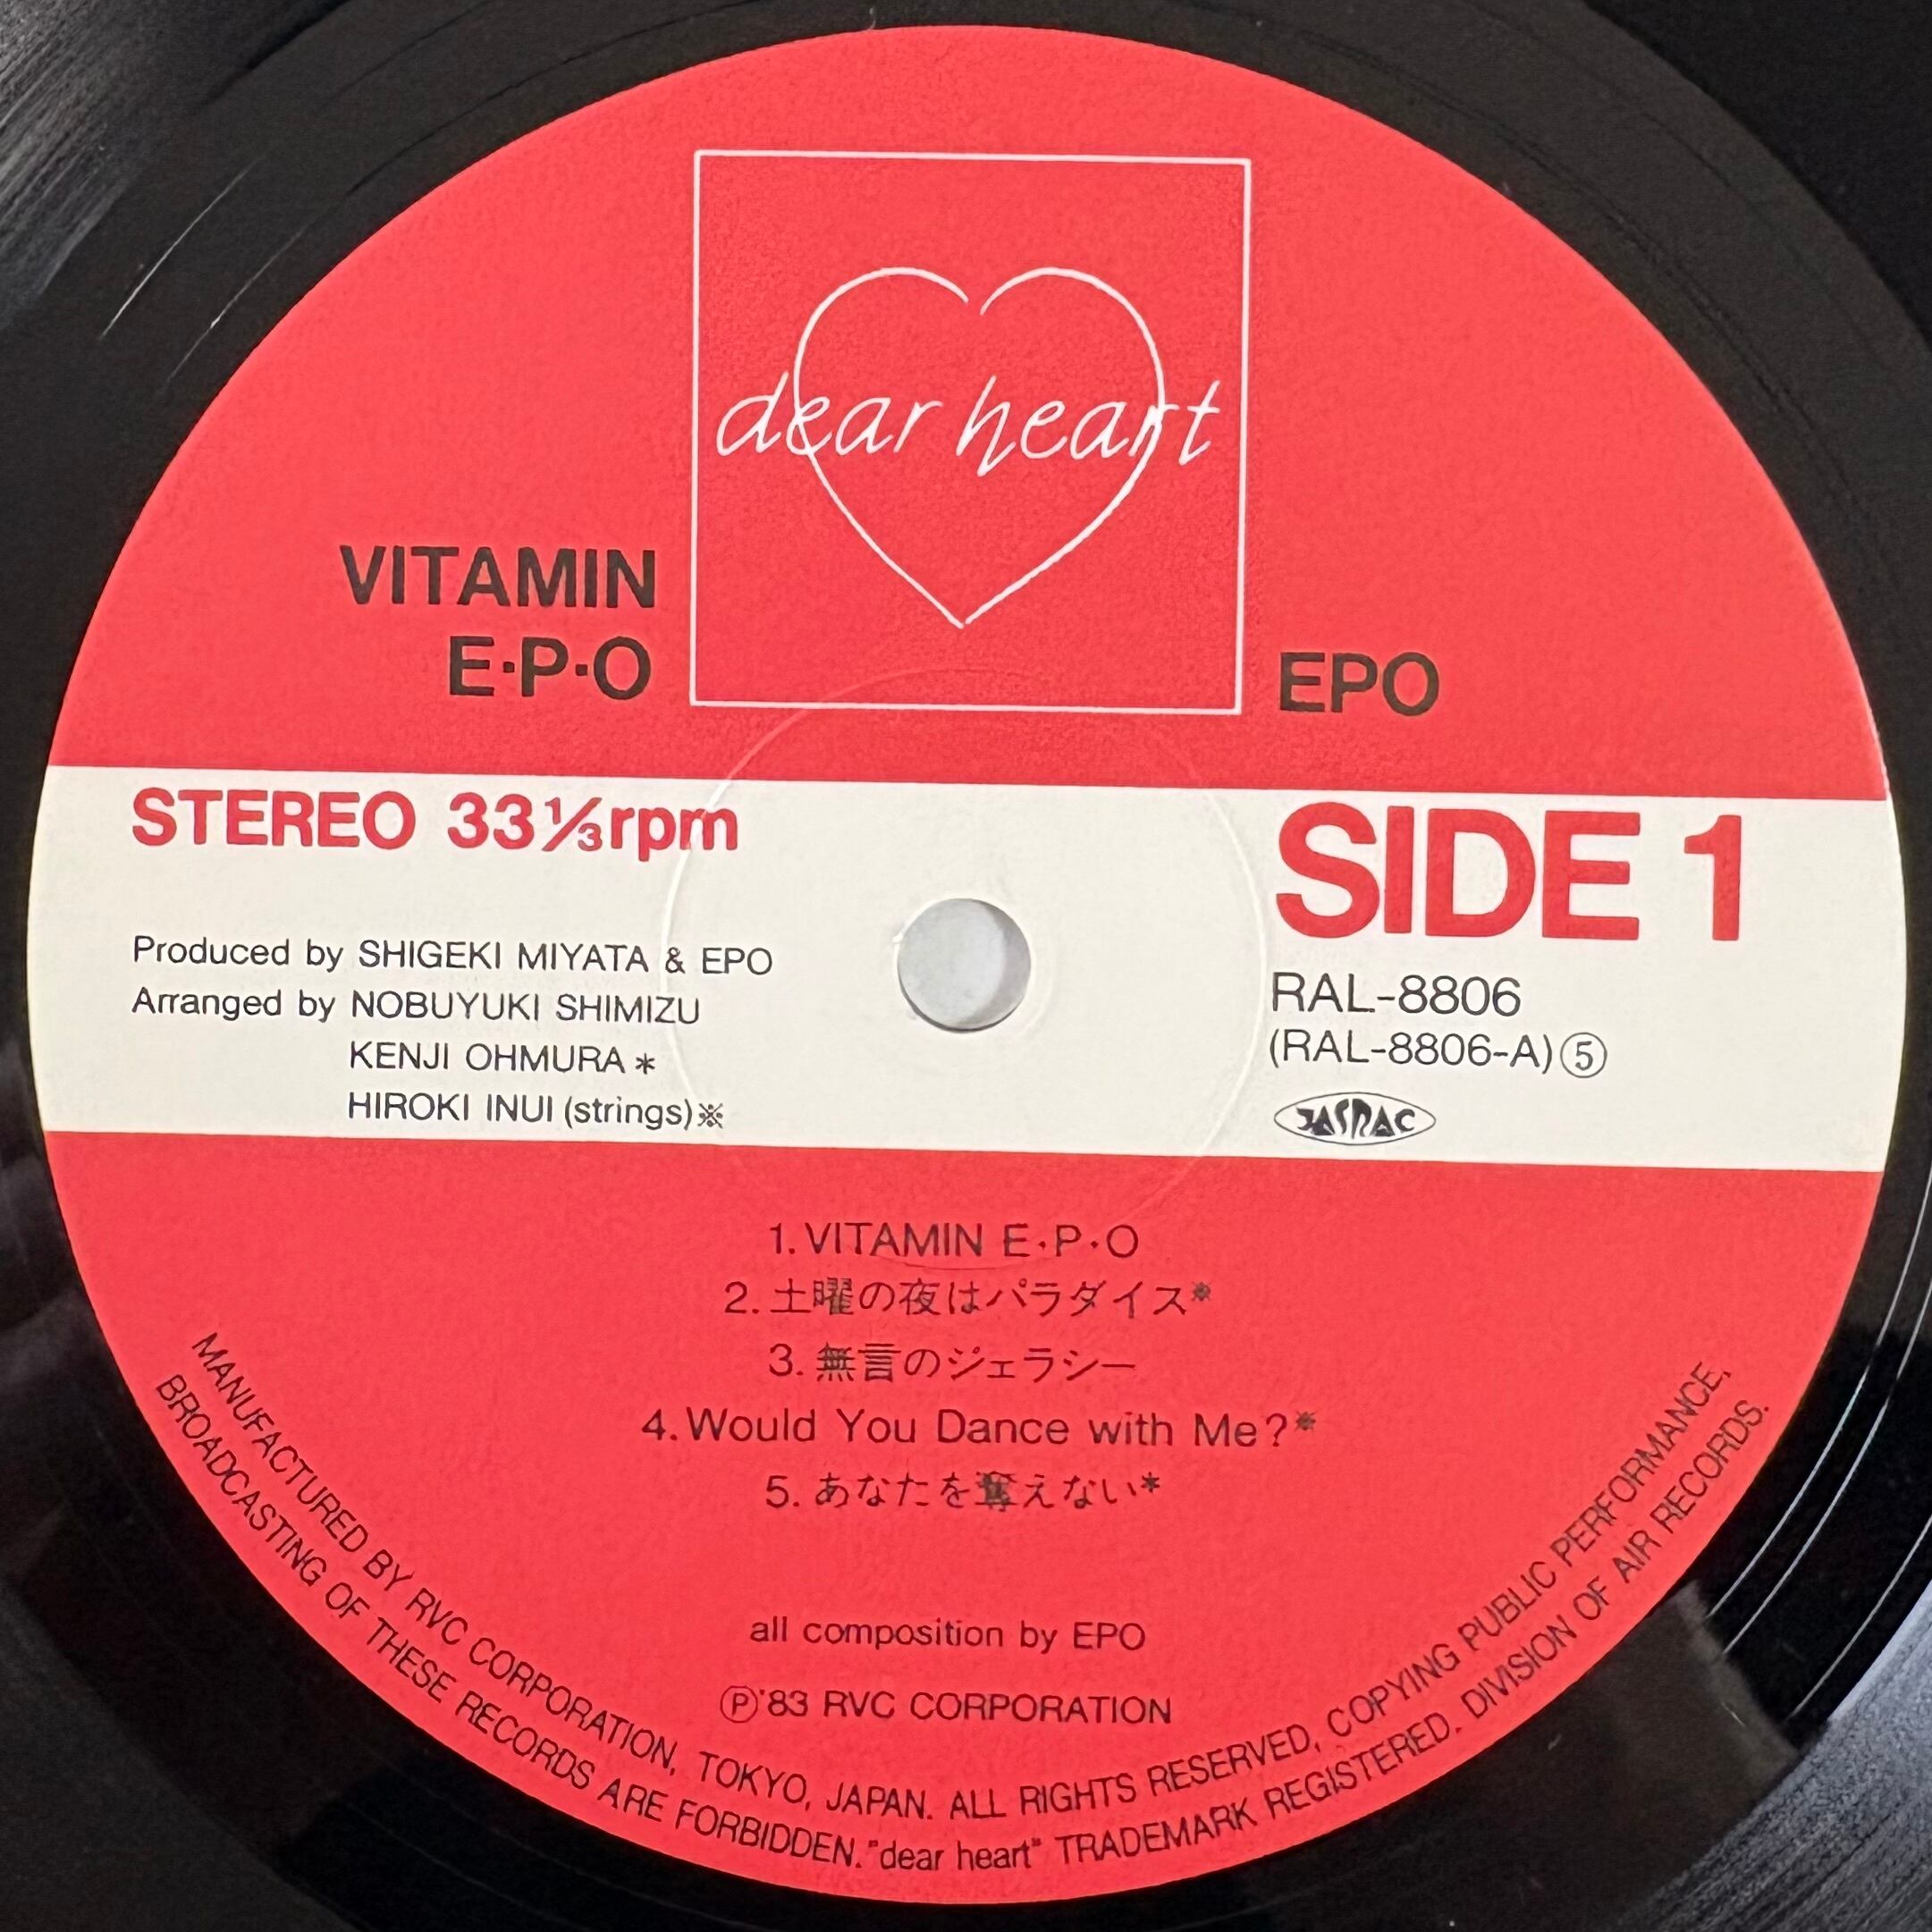 dear heart
VITAMIN
E·P·O
EPO
STEREO 33⅓rpm
SIDE 1
Produced by SHIGEKI MIYATA & EPO
Arranged by NOBUYUKI SHIMIZU
KENJI OHMURA*
HIROKI INUI (strings)※
RAL-8806
(RAL-8806-A)⑤
JASRAC
1. VITAMIN E·P·O
2. 土曜の夜はパラダイス※
3. 無言のジェラシー
4. Would You Dance with Me?※
5. あなたを奪えない*
all composition by EPO
Ⓟ'83 RVC CORPORATION
MANUFACTURED BY RVC CORPORATION, TOKYO, JAPAN. ALL RIGHTS RESERVED, COPYING PUBLIC PERFORMANCE,
BROADCASTING OF THESE RECORDS ARE FORBIDDEN. "dear heart" TRADEMARK REGISTERED. DIVISION OF AIR RECORDS.